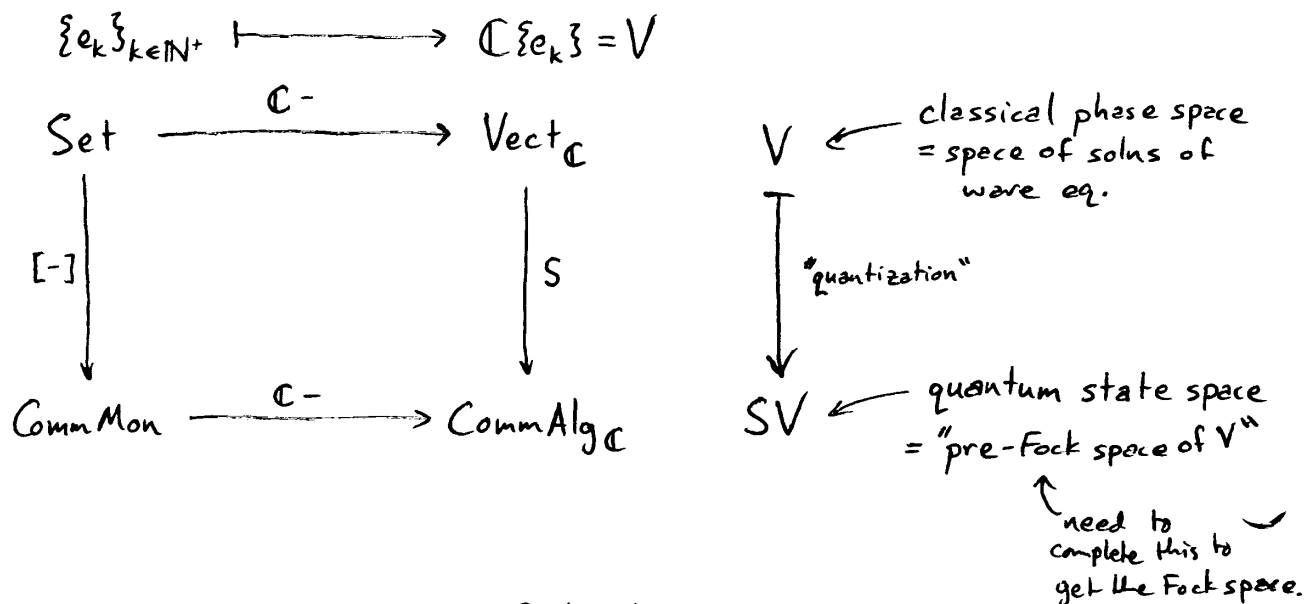 {e_k}_{k∈ℕ⁺} ⟼ ℂ{e_k} = V
ℂ -
Set → Vect_ℂ
[-]
S
CommMon → CommAlg_ℂ
ℂ -
V
classical phase space
= space of solns of
wave eq.
"quantization"
SV
quantum state space
= "pre-Fock space of V"
need to
complete this to
get the Fock space.